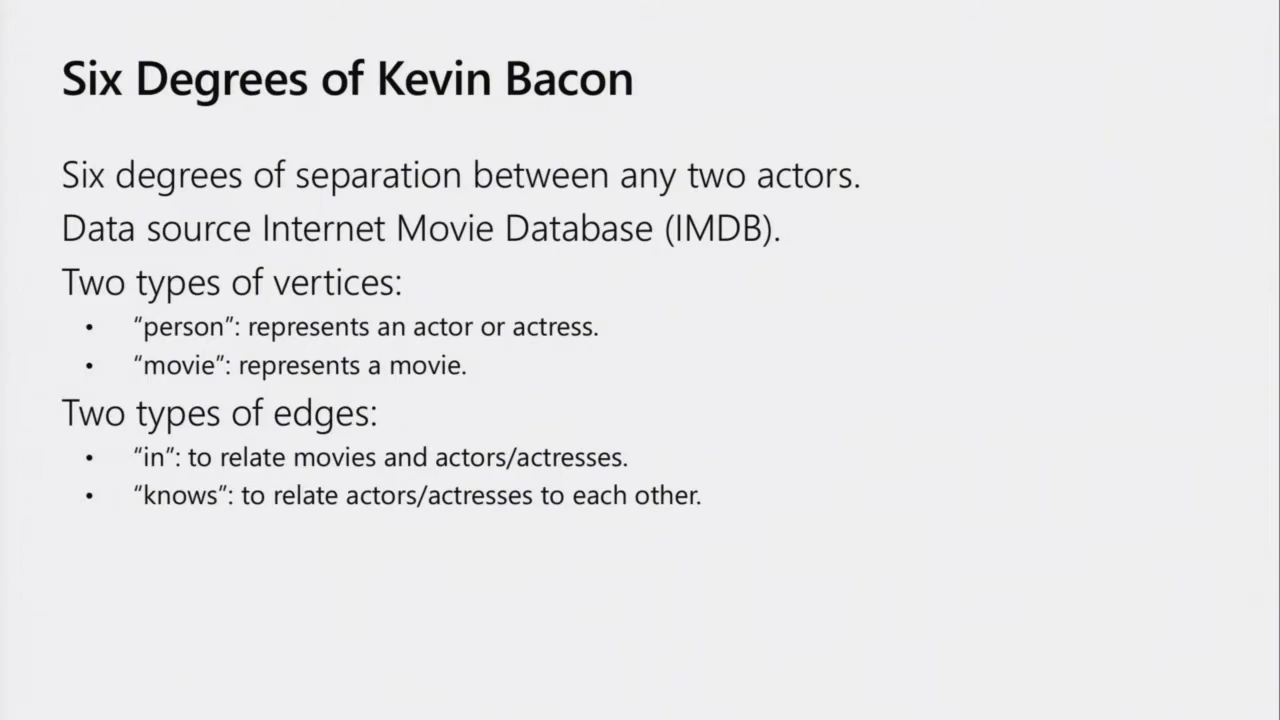 Six Degrees of Kevin Bacon
Six degrees of separation between any two actors.
Data source Internet Movie Database (IMDB).
Two types of vertices:
• “person”: represents an actor or actress.
• “movie”: represents a movie.
Two types of edges:
• “in”: to relate movies and actors/actresses.
• “knows”: to relate actors/actresses to each other.